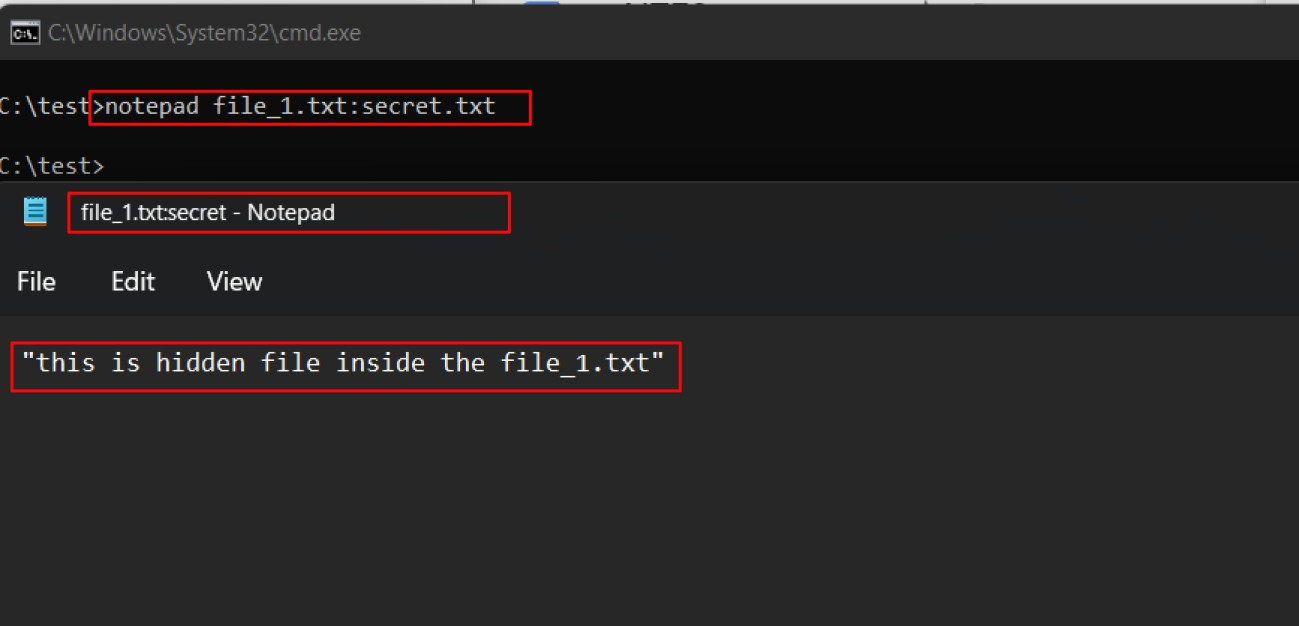 C:\Windows\System32\cmd.exe
C:\test>notepad file_1.txt:secret.txt
C:\test>
file_1.txt:secret - Notepad
File Edit View
"this is hidden file inside the file_1.txt"